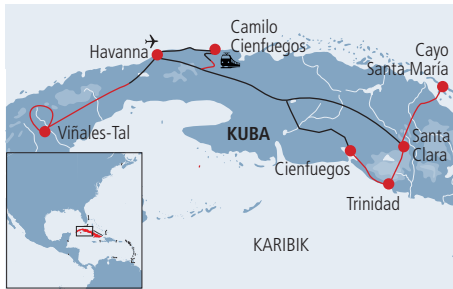 Havanna
Camilo
Cienfuegos
Cayo
Santa María
Viñales-Tal
KUBA
Santa
Clara
Cienfuegos
Trinidad
KARIBIK